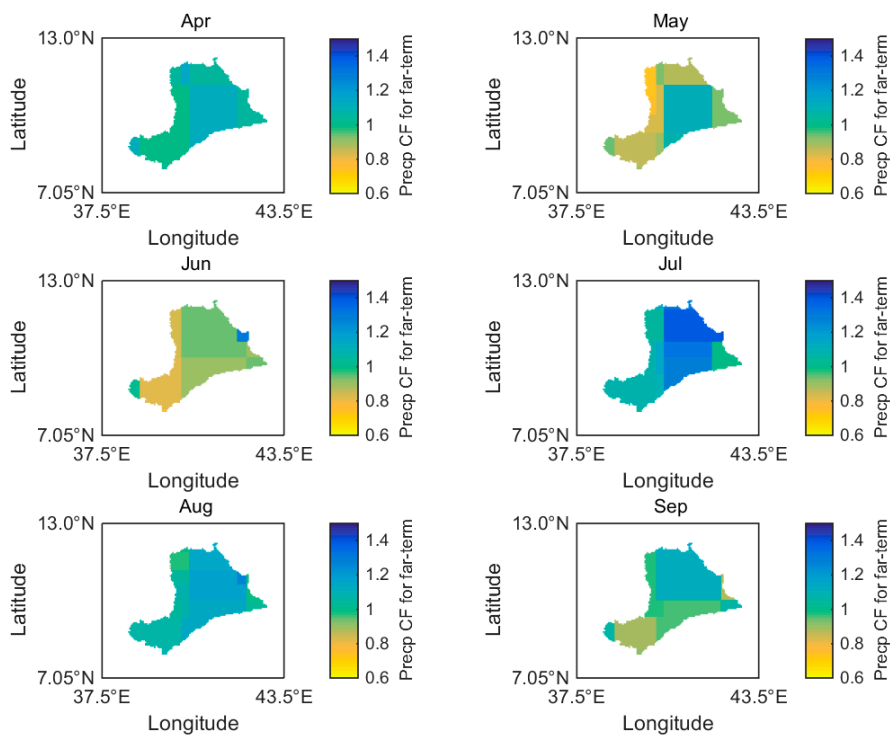 Apr
13.0°N
Latitude
7.05°N
37.5°E
43.5°E
Longitude
1.4
1.2
1
0.8
0.6
Precp CF for far-term
May
13.0°N
Latitude
7.05°N
37.5°E
43.5°E
Longitude
1.4
1.2
1
0.8
0.6
Precp CF for far-term
Jun
13.0°N
Latitude
7.05°N
37.5°E
43.5°E
Longitude
1.4
1.2
1
0.8
0.6
Precp CF for far-term
Jul
13.0°N
Latitude
7.05°N
37.5°E
43.5°E
Longitude
1.4
1.2
1
0.8
0.6
Precp CF for far-term
Aug
13.0°N
Latitude
7.05°N
37.5°E
43.5°E
Longitude
1.4
1.2
1
0.8
0.6
Precp CF for far-term
Sep
13.0°N
Latitude
7.05°N
37.5°E
43.5°E
Longitude
1.4
1.2
1
0.8
0.6
Precp CF for far-term